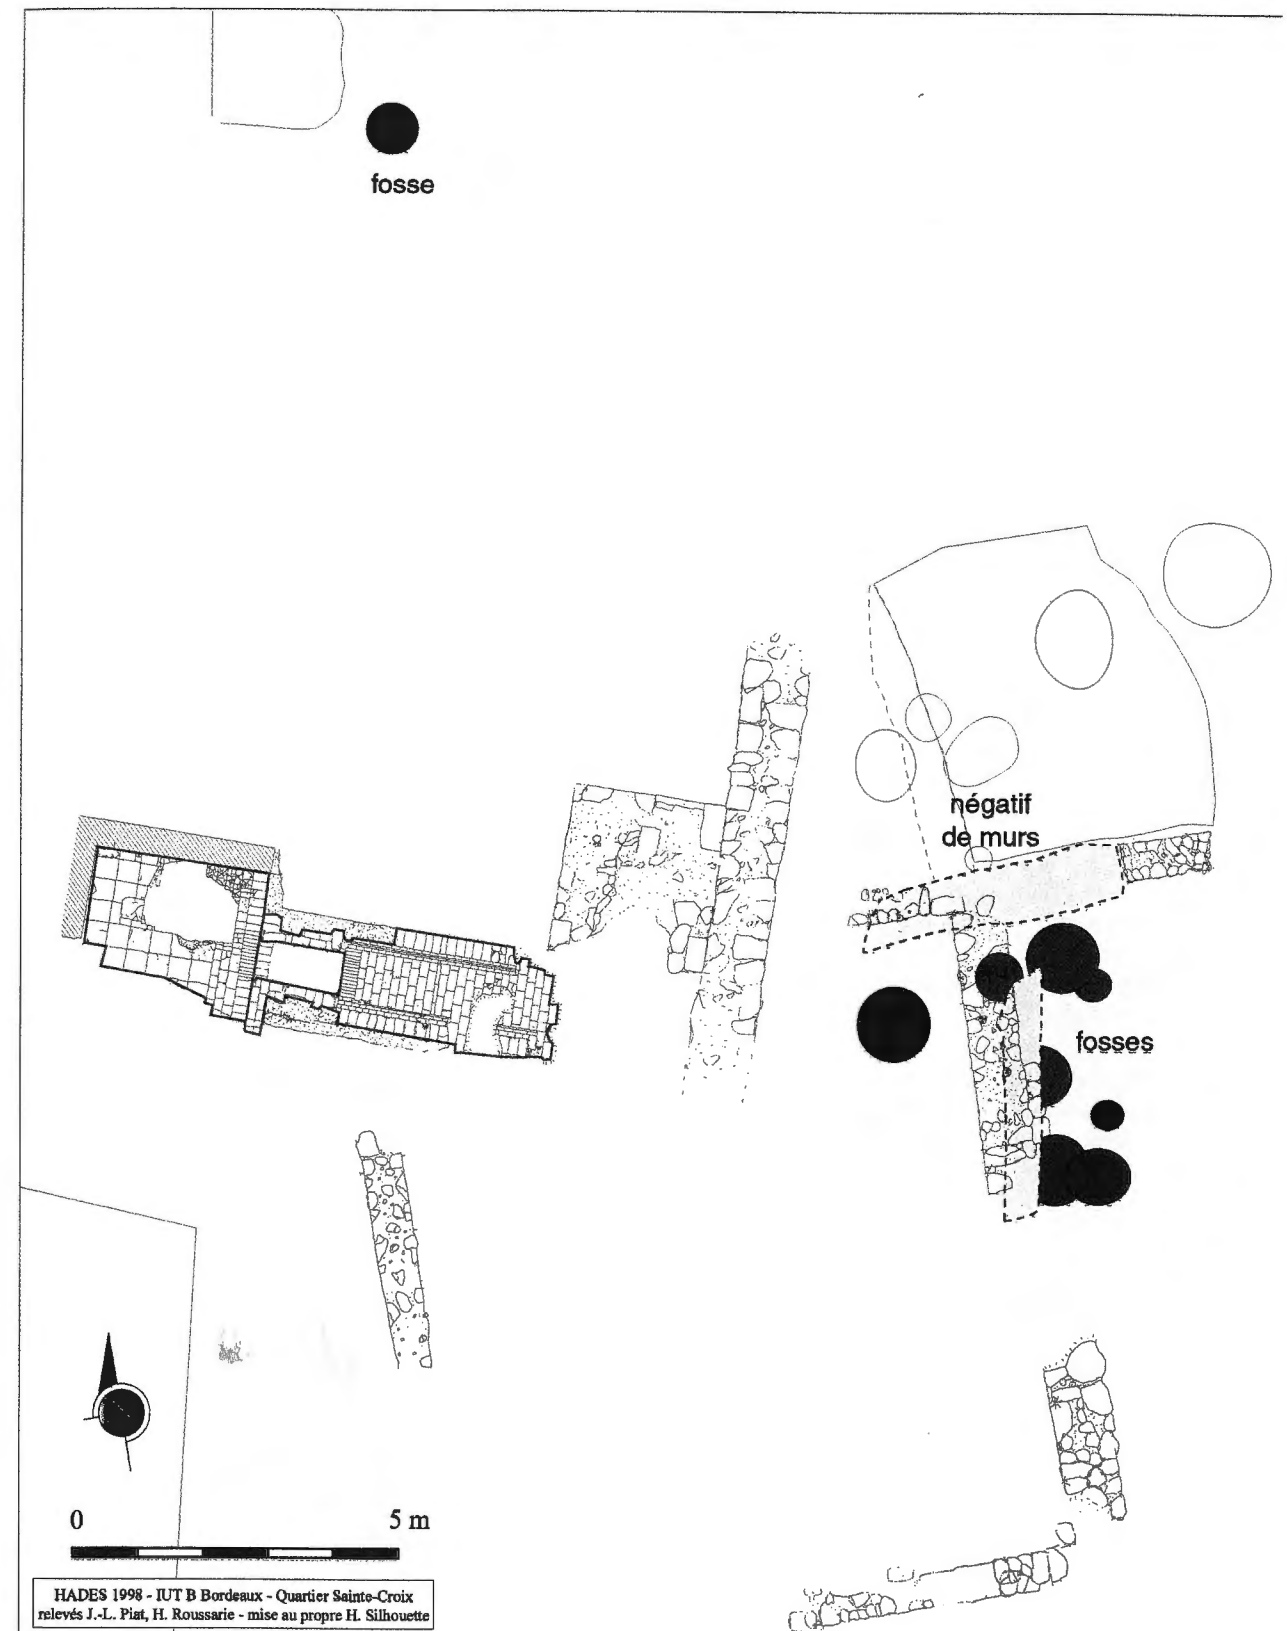 fosse
négatif
de murs
fosses
0 5 m
HADES 1998 - IUT B Bordeaux - Quartier Sainte-Croix
relevés J.-L. Piat, H. Roussarie - mise au propre H. Silhouette